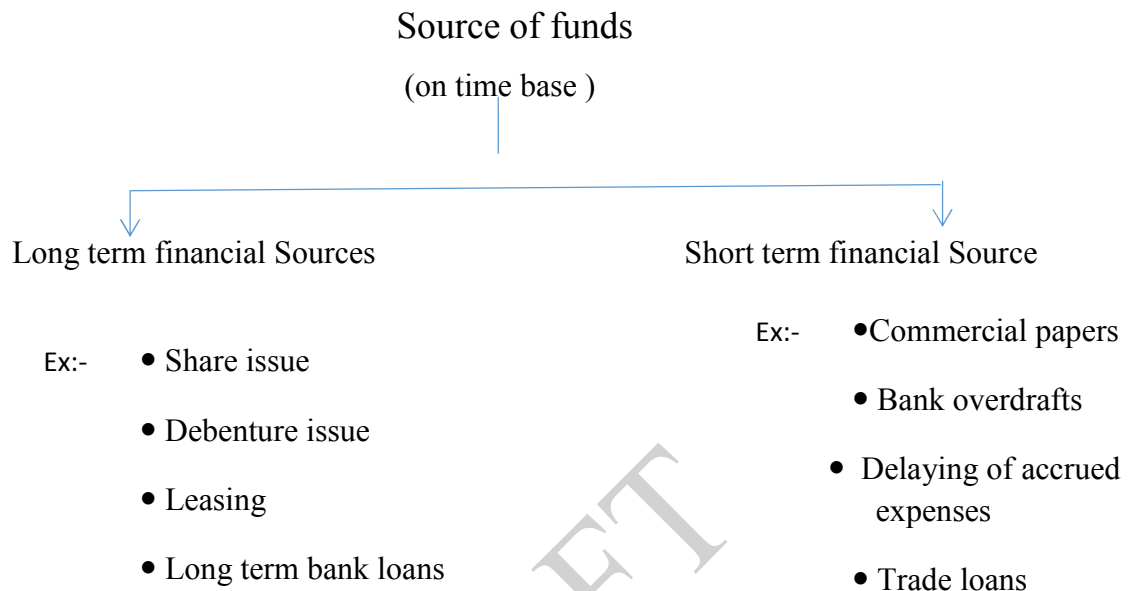 Source of funds
(on time base )
Long term financial Sources
Short term financial Source
Ex:- • Share issue
• Debenture issue
• Leasing
• Long term bank loans
Ex:- •Commercial papers
• Bank overdrafts
• Delaying of accrued
expenses
• Trade loans
FT